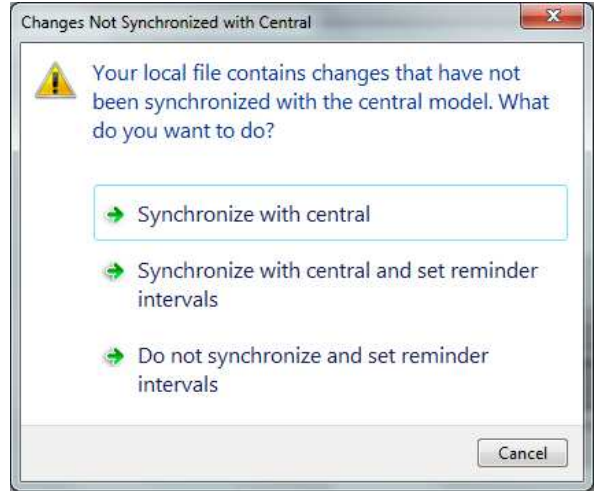 Changes Not Synchronized with Central
Your local file contains changes that have not
been synchronized with the central model. What
do you want to do?
Synchronize with central
Synchronize with central and set reminder
intervals
Do not synchronize and set reminder
intervals
Cancel